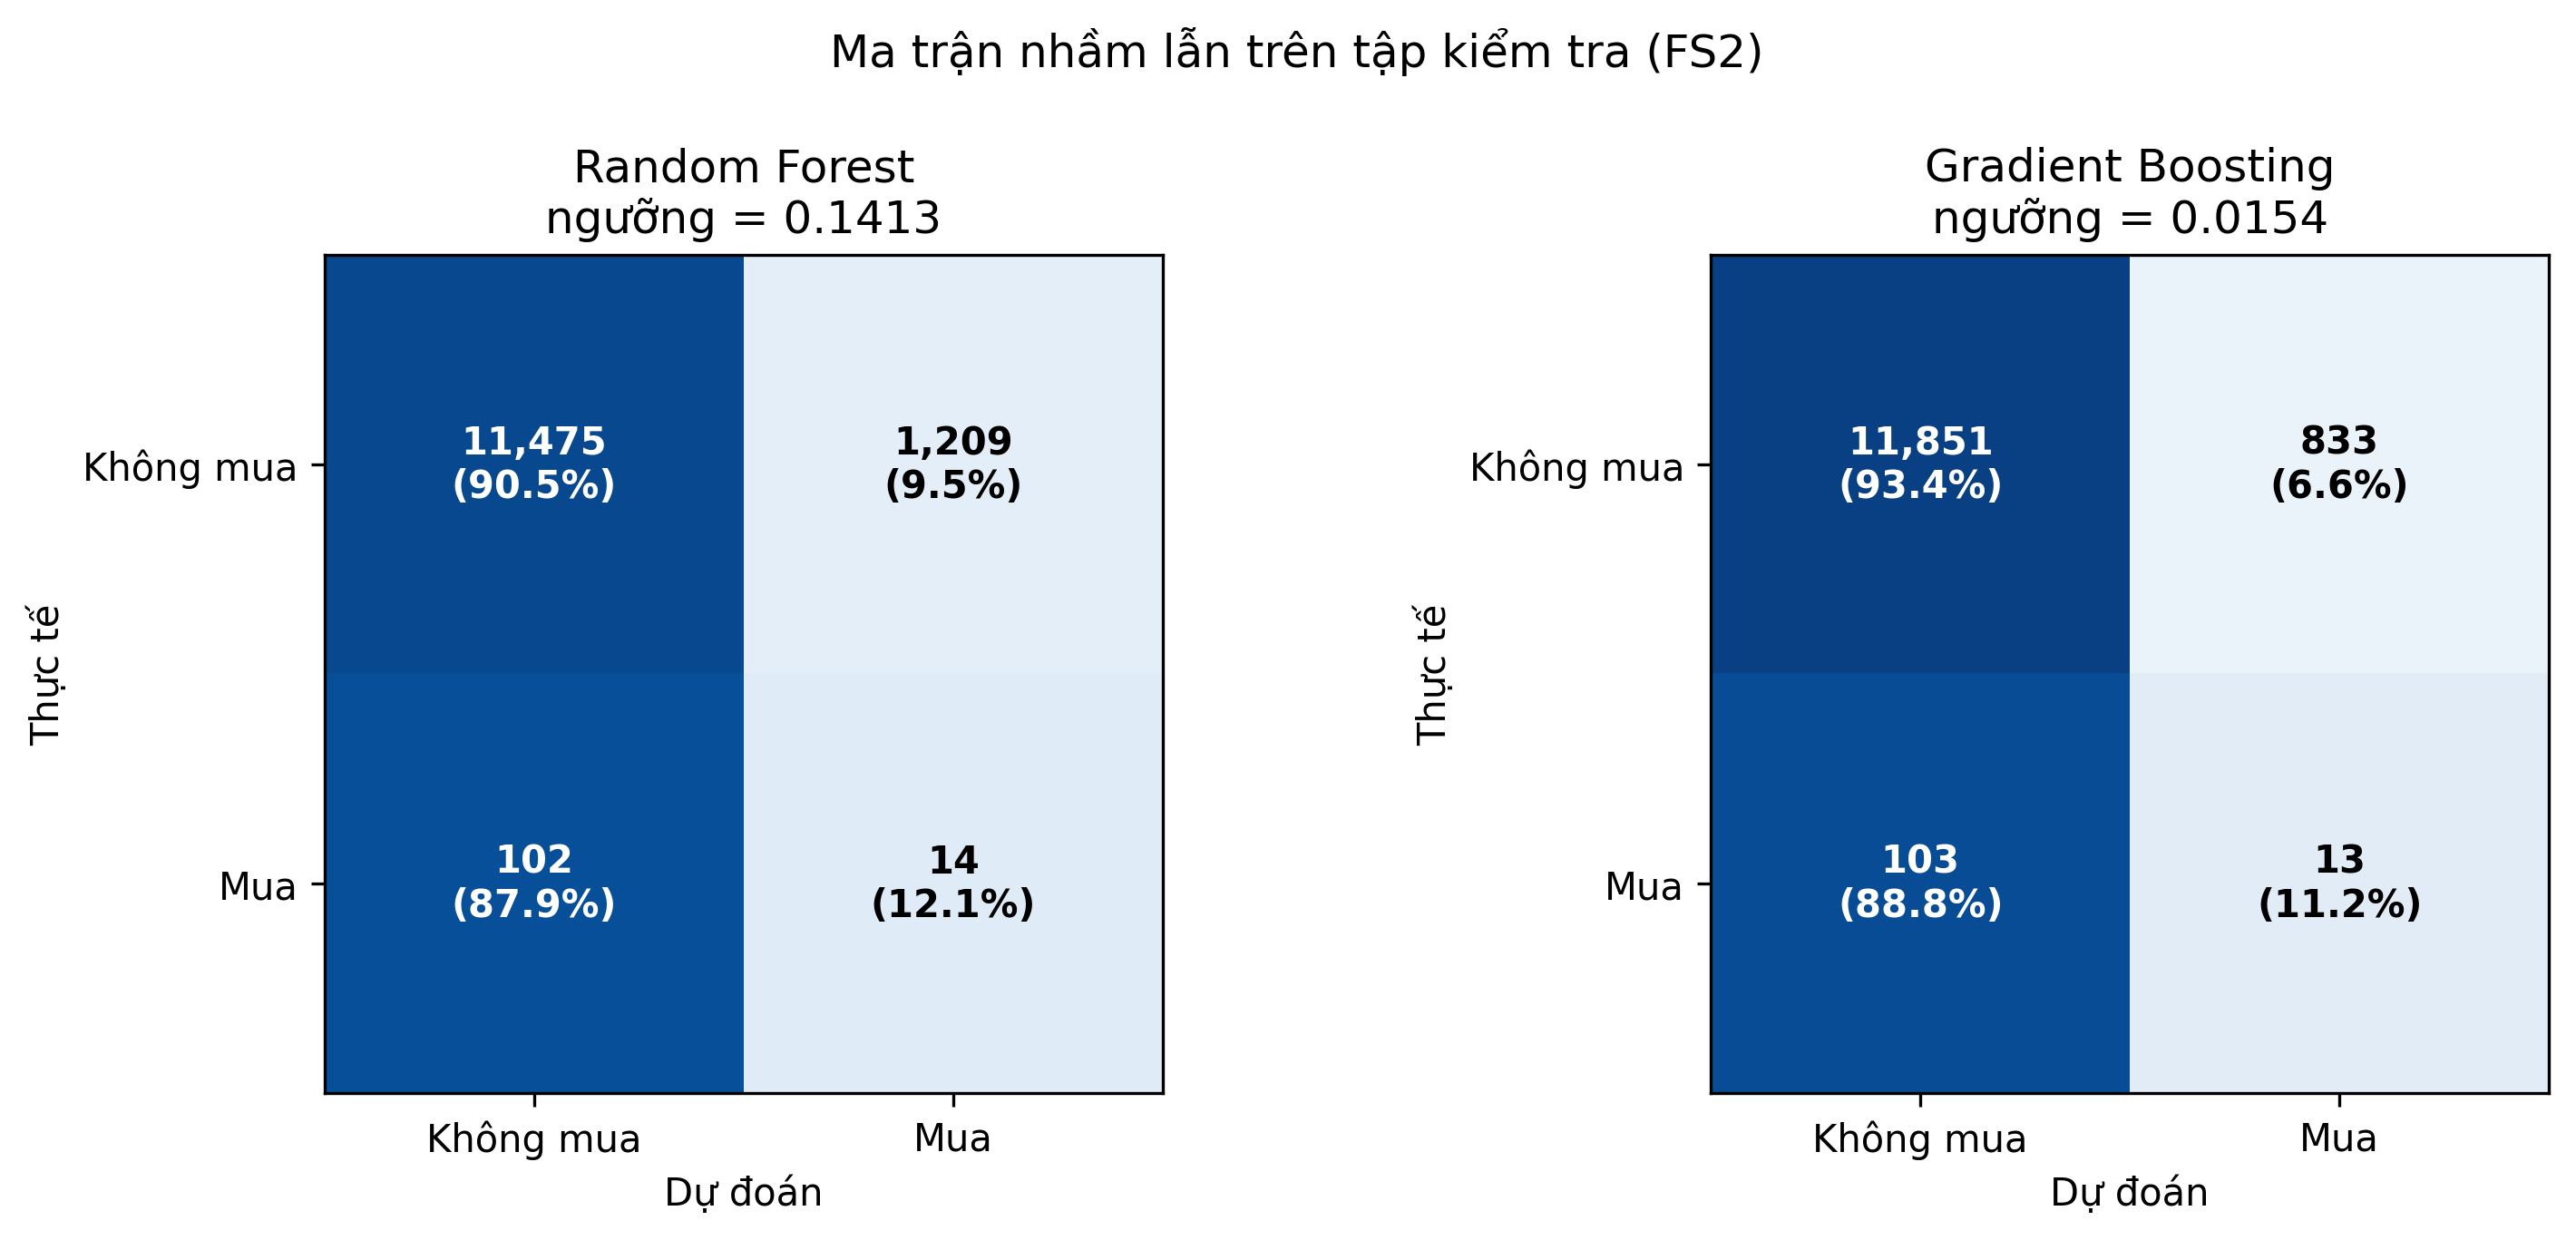 Ma trận nhầm lẫn trên tập kiểm tra (FS2)
Random Forest
ngưỡng = 0.1413
Thực tế
Không mua
11,475
(90.5%)
1,209
(9.5%)
Mua
102
(87.9%)
14
(12.1%)
Không mua
Mua
Dự đoán
Gradient Boosting
ngưỡng = 0.0154
Thực tế
Không mua
11,851
(93.4%)
833
(6.6%)
Mua
103
(88.8%)
13
(11.2%)
Không mua
Mua
Dự đoán